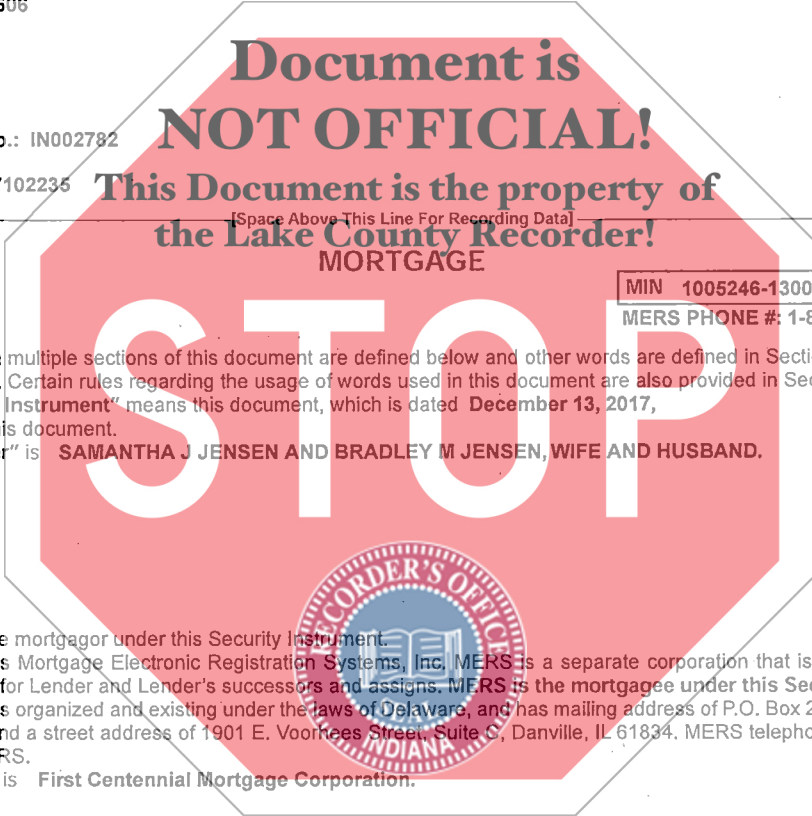 506
Document is
NOT OFFICIAL!
o.: IN002782
7102235
This Document is the property of
[Space Above This Line For Recording Data]
the Lake County Recorder!
MORTGAGE
MIN 1005246-1300
MERS PHONE #: 1-8
STOP
e multiple sections of this document are defined below and other words are defined in Secti
. Certain rules regarding the usage of words used in this document are also provided in Sec
Instrument" means this document, which is dated December 13, 2017,
is document.
r" is SAMANTHA J JENSEN AND BRADLEY M JENSEN, WIFE AND HUSBAND.
RECORDER'S OFFICE
e mortgagor under this Security Instrument.
s Mortgage Electronic Registration Systems, Inc. MERS is a separate corporation that is
for Lender and Lender's successors and assigns. MERS is the mortgagee under this Sec
s organized and existing under the laws of Delaware, and has mailing address of P.O. Box 2
nd a street address of 1901 E. Voorhees Street, Suite C, Danville, IL 61834. MERS telepho
RS.
INDIANA
is First Centennial Mortgage Corporation.